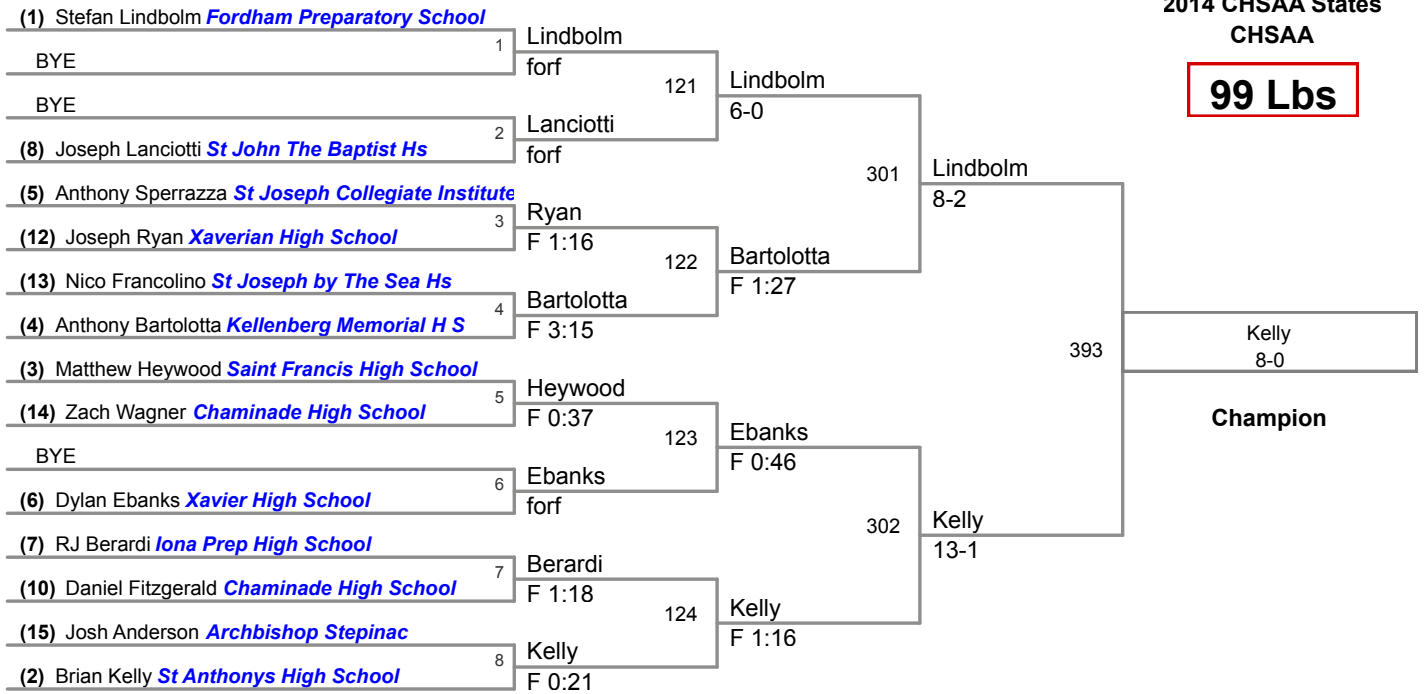 2014 CHSAA States
CHSAA
99 Lbs
(1) Stefan Lindbolm Fordham Preparatory School
BYE
BYE
(8) Joseph Lanciotti St John The Baptist Hs
(5) Anthony Sperrazza St Joseph Collegiate Institute
(12) Joseph Ryan Xaverian High School
(13) Nico Francolino St Joseph by The Sea Hs
(4) Anthony Bartolotta Kellenberg Memorial H S
(3) Matthew Heywood Saint Francis High School
(14) Zach Wagner Chaminade High School
BYE
(6) Dylan Ebanks Xavier High School
(7) RJ Berardi Iona Prep High School
(10) Daniel Fitzgerald Chaminade High School
(15) Josh Anderson Archbishop Stepinac
(2) Brian Kelly St Anthonys High School
1
2
3
4
5
6
7
8
Lindbolm
forf
Lanciotti
forf
Ryan
F 1:16
Bartolotta
F 3:15
Heywood
F 0:37
Ebanks
forf
Berardi
F 1:18
Kelly
F 0:21
121
122
123
124
Lindbolm
6-0
Bartolotta
F 1:27
Ebanks
F 0:46
Kelly
F 1:16
301
302
Lindbolm
8-2
Kelly
13-1
393
Kelly
8-0
Champion